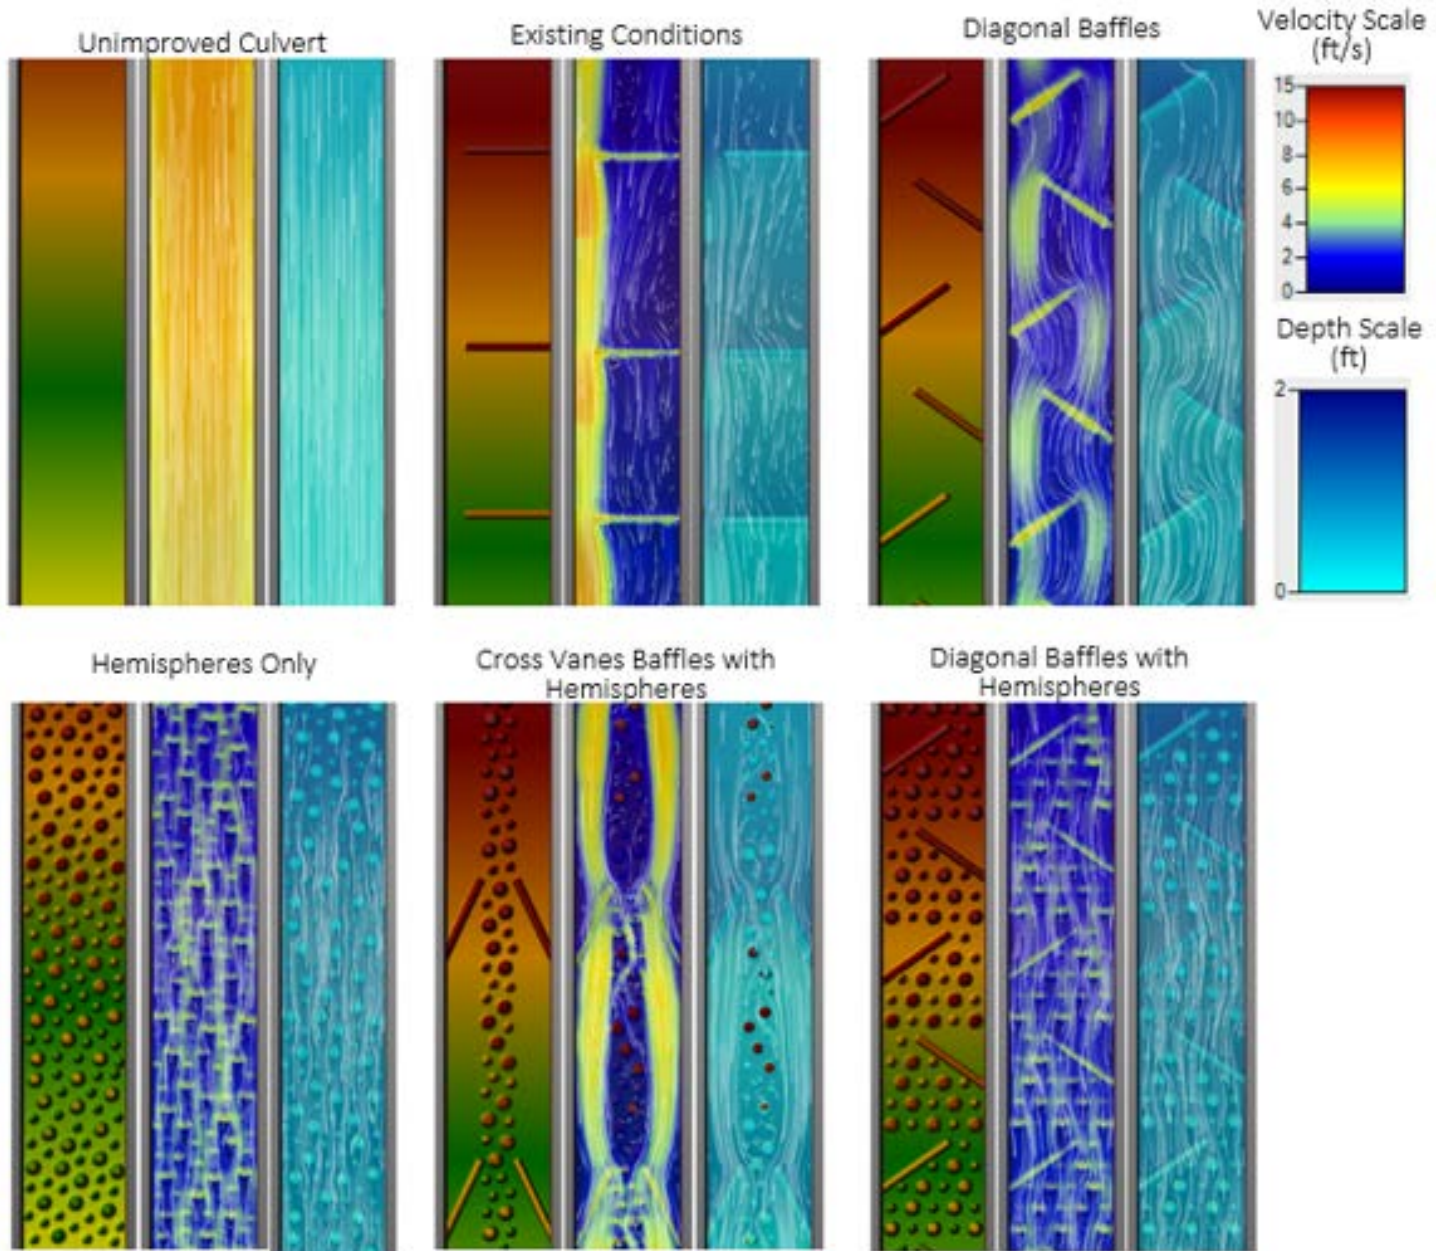 Unimproved Culvert
Existing Conditions
Diagonal Baffles
Velocity Scale
(ft/s)
15
10
8
6
4
2
0
Depth Scale
(ft)
2
0
Hemispheres Only
Cross Vanes Baffles with
Hemispheres
Diagonal Baffles with
Hemispheres